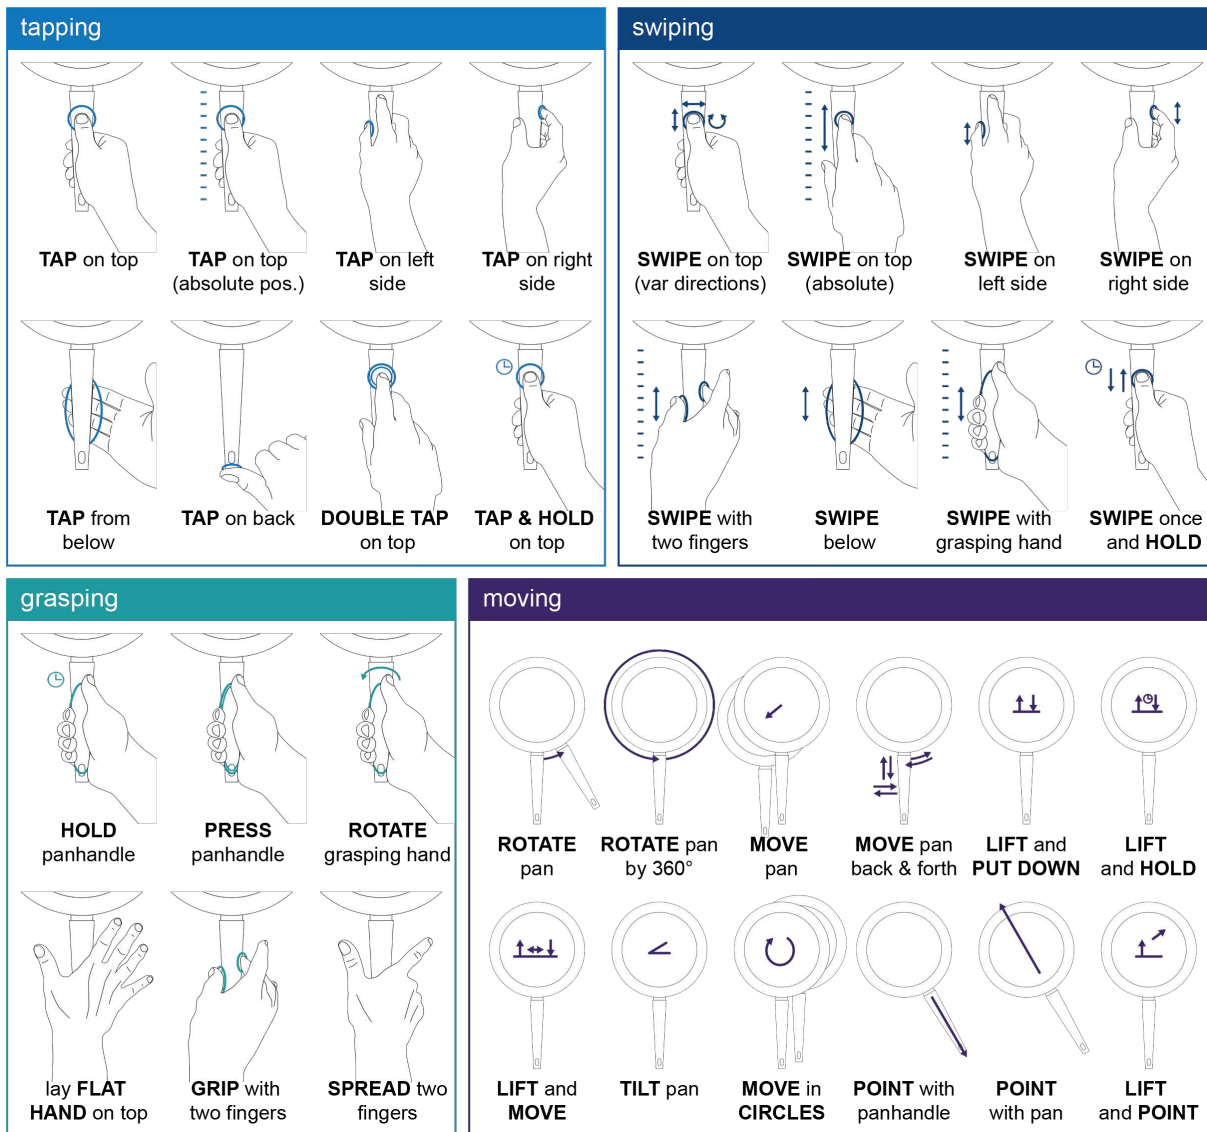 tapping
TAP on top
TAP on top
(absolute pos.)
TAP on left
side
TAP on right
side
TAP from
below
TAP on back
DOUBLE TAP
on top
TAP & HOLD
on top
swiping
SWIPE on top
(var directions)
SWIPE on top
(absolute)
SWIPE on
left side
SWIPE on
right side
SWIPE with
two fingers
SWIPE
below
SWIPE with
grasping hand
SWIPE once
and HOLD
grasping
HOLD
panhandle
PRESS
panhandle
ROTATE
grasping hand
lay FLAT
HAND on top
GRIP with
two fingers
SPREAD two
fingers
moving
ROTATE
pan
ROTATE pan
by 360°
MOVE
pan
MOVE pan
back & forth
LIFT and
PUT DOWN
LIFT
and HOLD
LIFT and
MOVE
TILT pan
MOVE in
CIRCLES
POINT with
panhandle
POINT
with pan
LIFT
and POINT